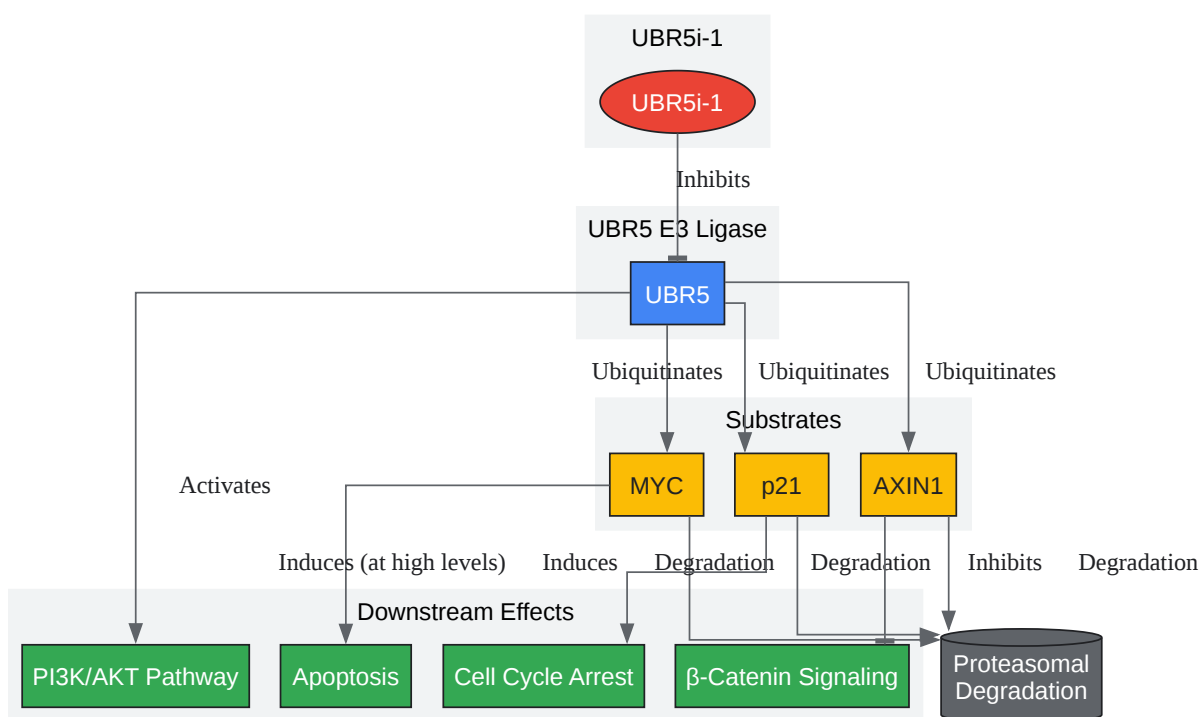 UBR5i-1
UBR5i-1
Inhibits
UBR5 E3 Ligase
UBR5
Ubiquitinates
Ubiquitinates
Ubiquitinates
Substrates
MYC
p21
AXIN1
Activates
Induces (at high levels)
Induces
Degradation
Degradation
Inhibits
Degradation
Downstream Effects
PI3K/AKT Pathway
Apoptosis
Cell Cycle Arrest
β-Catenin Signaling
Proteasomal
Degradation